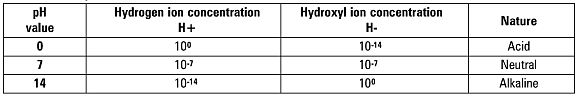 pH value | Hydrogen ion concentration H+ | Hydroxyl ion concentration H- | Nature
0 | 10⁰ | 10⁻¹⁴ | Acid
7 | 10⁻⁷ | 10⁻⁷ | Neutral
14 | 10⁻¹⁴ | 10⁰ | Alkaline